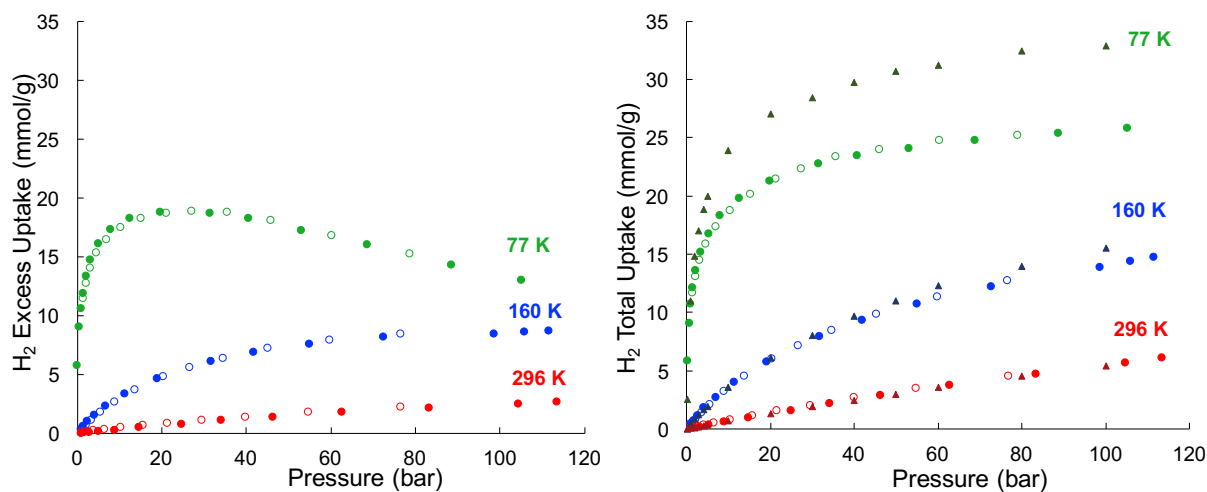 H₂ Excess Uptake (mmol/g)
35
30
25
20
15
10
5
0
77 K
160 K
296 K
0 20 40 60 80 100 120
Pressure (bar)
H₂ Total Uptake (mmol/g)
35
30
25
20
15
10
5
0
77 K
160 K
296 K
0 20 40 60 80 100 120
Pressure (bar)